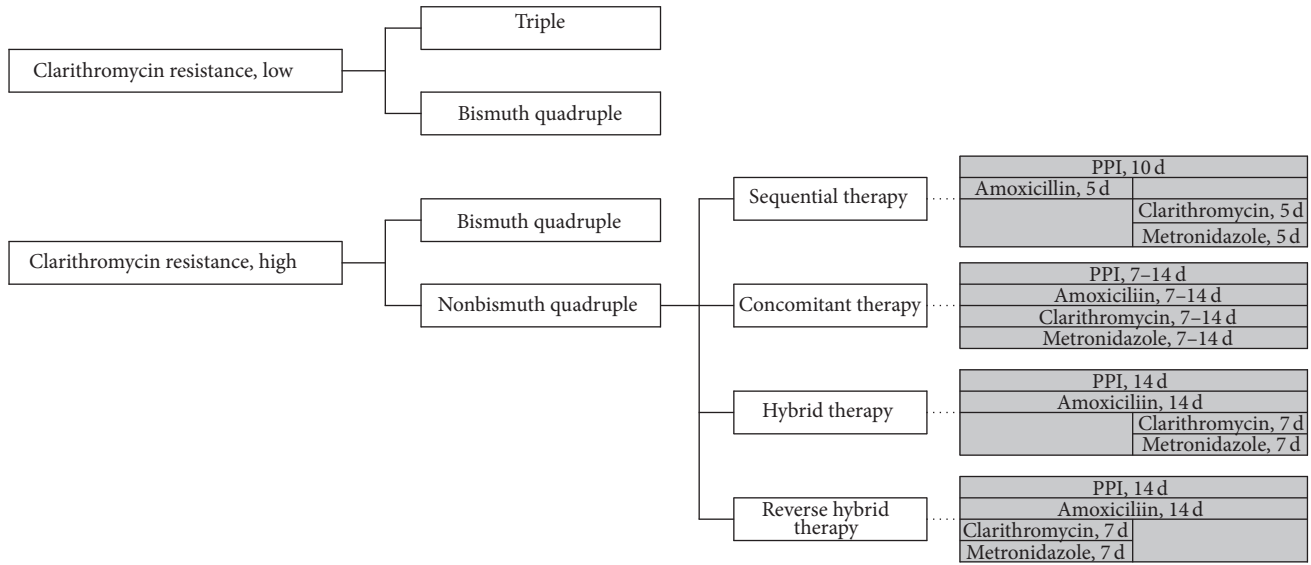 Triple
Clarithromycin resistance, low
Bismuth quadruple
Bismuth quadruple
Clarithromycin resistance, high
Nonbismuth quadruple
Sequential therapy
PPI, 10 d
Amoxicillin, 5 d
Clarithromycin, 5 d
Metronidazole, 5 d
Concomitant therapy
PPI, 7–14 d
Amoxiciliin, 7–14 d
Clarithromycin, 7–14 d
Metronidazole, 7–14 d
Hybrid therapy
PPI, 14 d
Amoxiciliin, 14 d
Clarithromycin, 7 d
Metronidazole, 7 d
Reverse hybrid
therapy
PPI, 14 d
Amoxiciliin, 14 d
Clarithromycin, 7 d
Metronidazole, 7 d